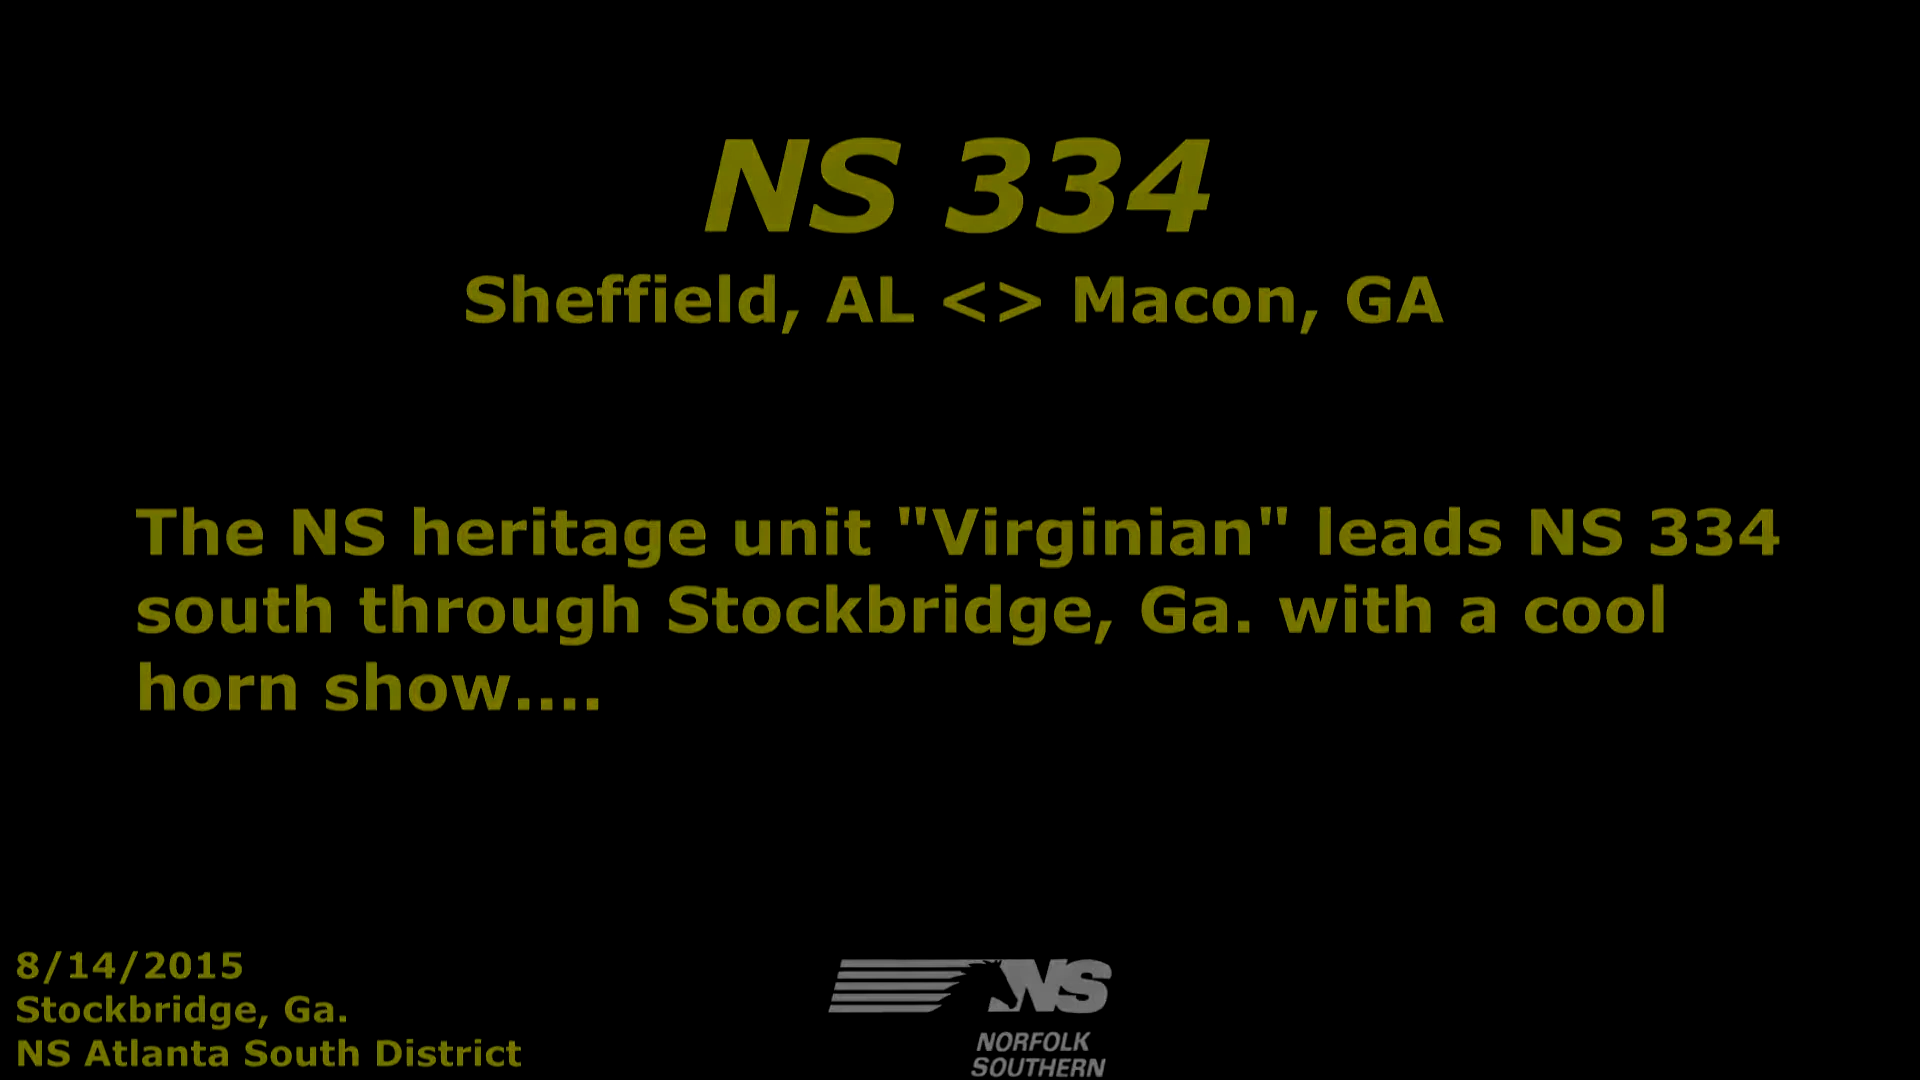 NS 334
Sheffield, AL <> Macon, GA
The NS heritage unit "Virginian" leads NS 334
south through Stockbridge, Ga. with a cool
horn show....
8/14/2015
Stockbridge, Ga.
NS Atlanta South District
NS
NORFOLK
SOUTHERN